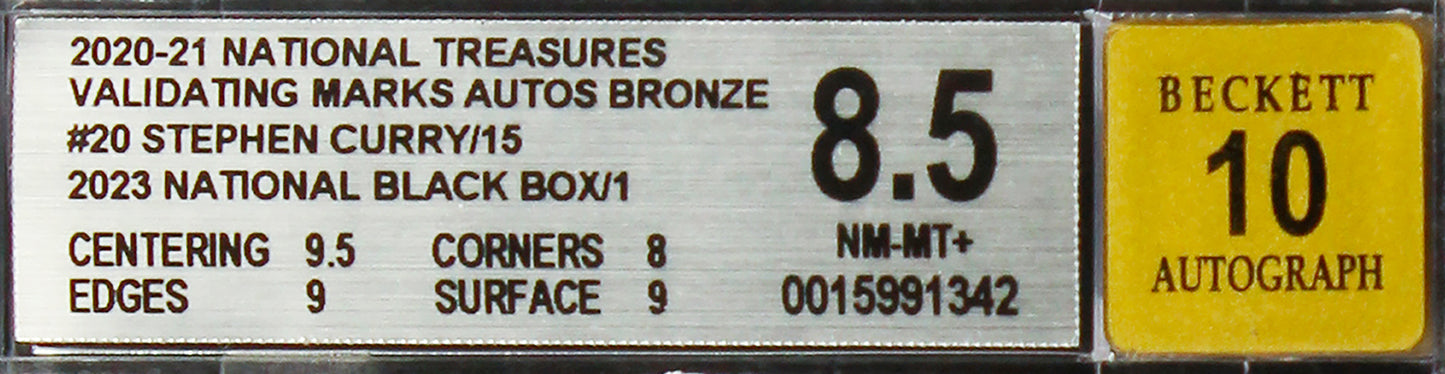 2020-21 NATIONAL TREASURES
VALIDATING MARKS AUTOS BRONZE
#20 STEPHEN CURRY/15
2023 NATIONAL BLACK BOX/1
CENTERING 9.5 CORNERS 8
EDGES 9 SURFACE 9
8.5
NM-MT+
0015991342
BECKETT
10
AUTOGRAPH